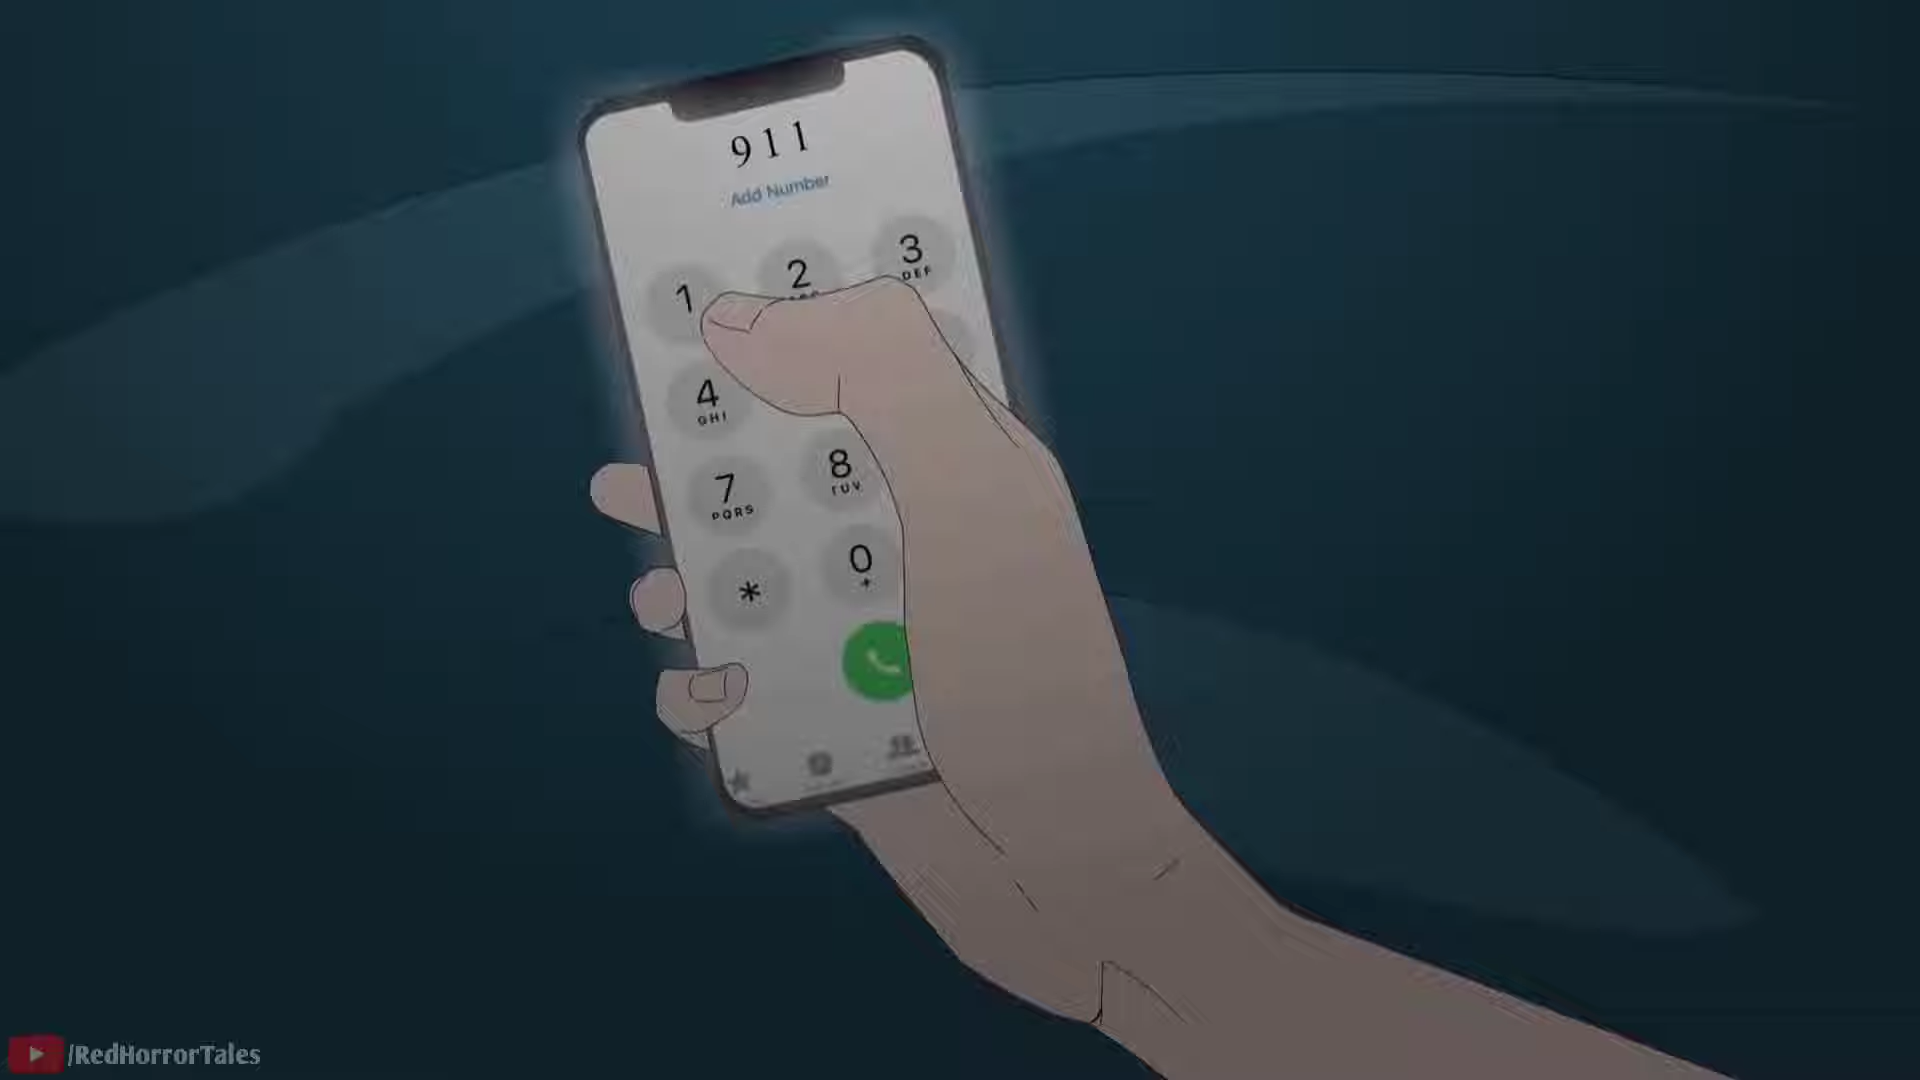 911
Add Number
1
2
3
DEF
4
GHI
7
PQRS
8
TUV
*
0
+
/RedHorrorTales